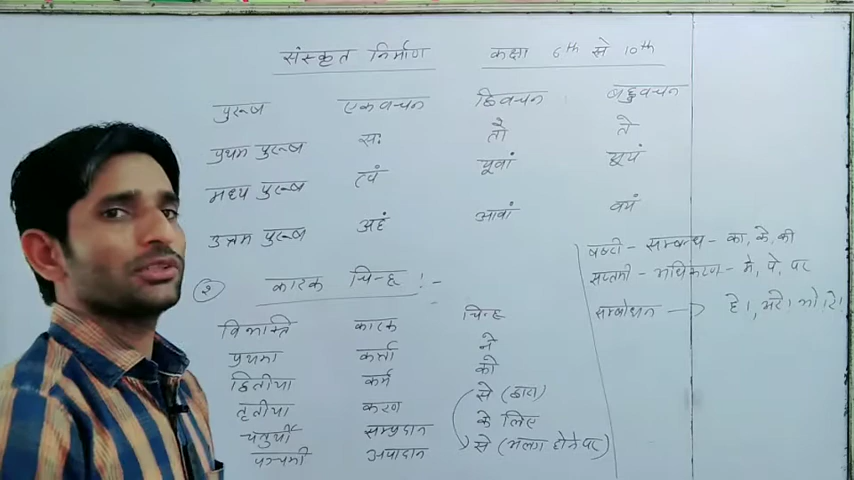 संस्कृत निर्माण कक्षा 6th से 10th
पुरूष एकवचन द्विवचन बहुवचन
प्रथम पुरूष सः तौ ते
मध्य पुरूष त्वं यूवां यूयं
उत्तम पुरूष अहं आवां वयं
२ कारक चिन्ह :-
विभक्ति कारक चिन्ह
प्रथमा कर्त्ता ने
द्वितीया कर्म को
तृतीया करण से (द्वारा)
चतुर्थी सम्प्रदान के लिए
पञ्चमी अपादान से (अलग होने पर)
षष्टी - सम्बन्ध - का, के, की
सप्तमी - अधिकरण - मे, पे, पर
सम्बोधन → हे!, अरे! भो! रे!